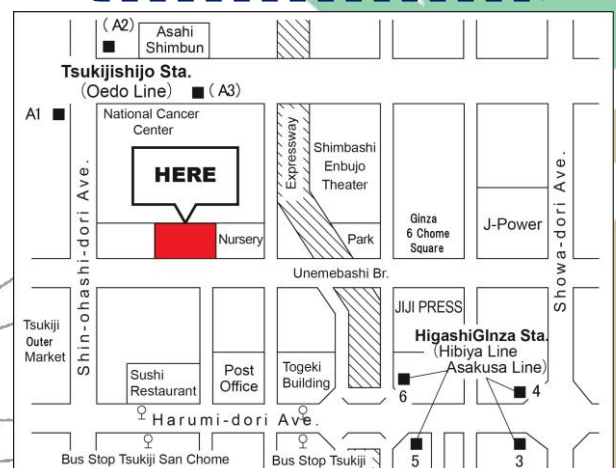 (A2)
Asahi
Shimbun
Tsukijishijo Sta.
(Oedo Line)
(A3)
A1
National Cancer
Center
HERE
Nursery
Expressway
Shimbashi
Enbujo
Theater
Park
Ginza
6 Chome
Square
J-Power
Shin-ohashi-dori Ave.
Showa-dori Ave.
Unemebashi Br.
JIJI PRESS
Tsukiji
Outer
Market
HigashiGInza Sta.
(Hibiya Line
Asakusa Line)
Sushi
Restaurant
Post
Office
Togeki
Building
6
4
Harumi-dori Ave.
Bus Stop Tsukiji San Chome
Bus Stop Tsukiji
5
3